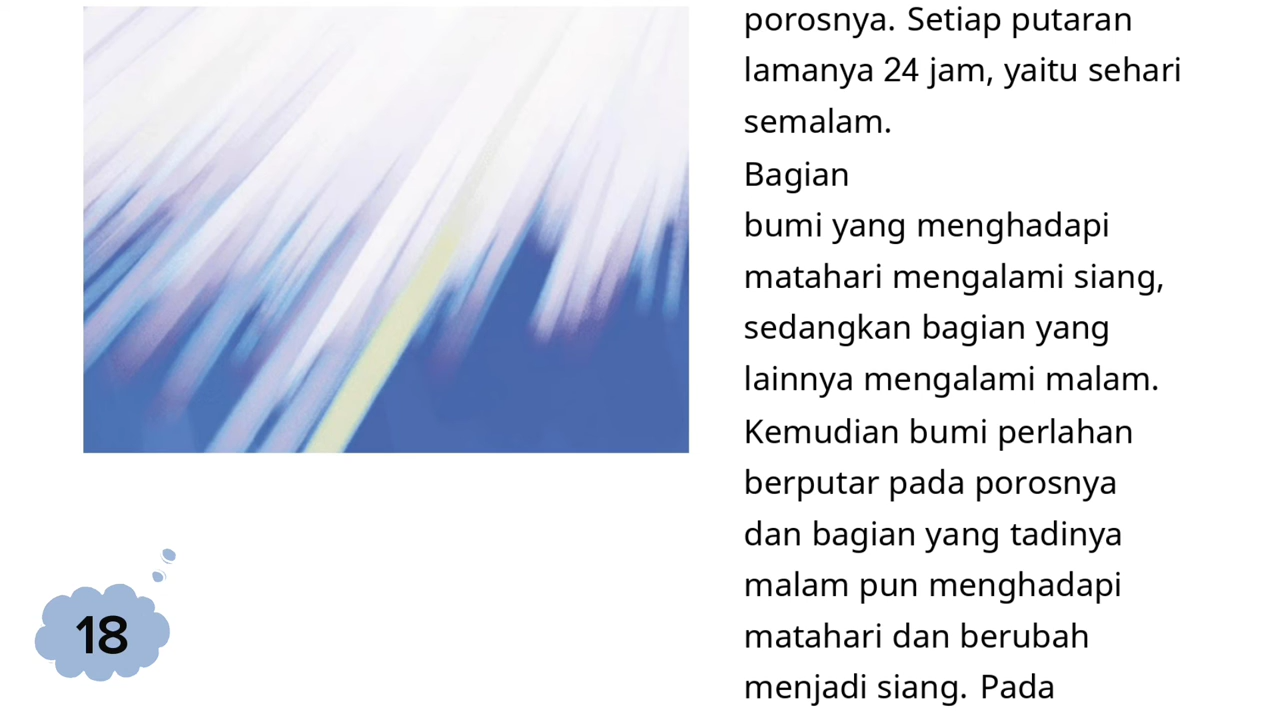 porosnya. Setiap putaran
lamanya 24 jam, yaitu sehari
semalam.
Bagian
bumi yang menghadapi
matahari mengalami siang,
sedangkan bagian yang
lainnya mengalami malam.
Kemudian bumi perlahan
berputar pada porosnya
dan bagian yang tadinya
malam pun menghadapi
matahari dan berubah
menjadi siang. Pada
18